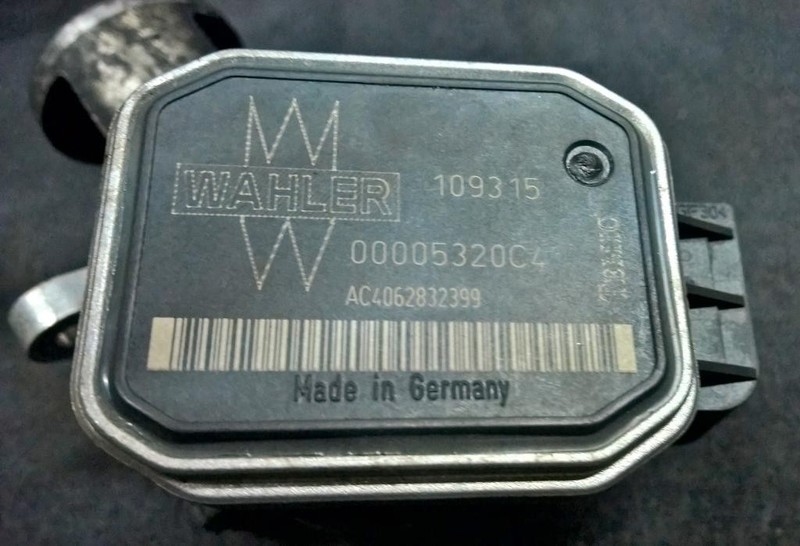 WAHLER
109315
00005320C4
AC4062832399
Made in Germany